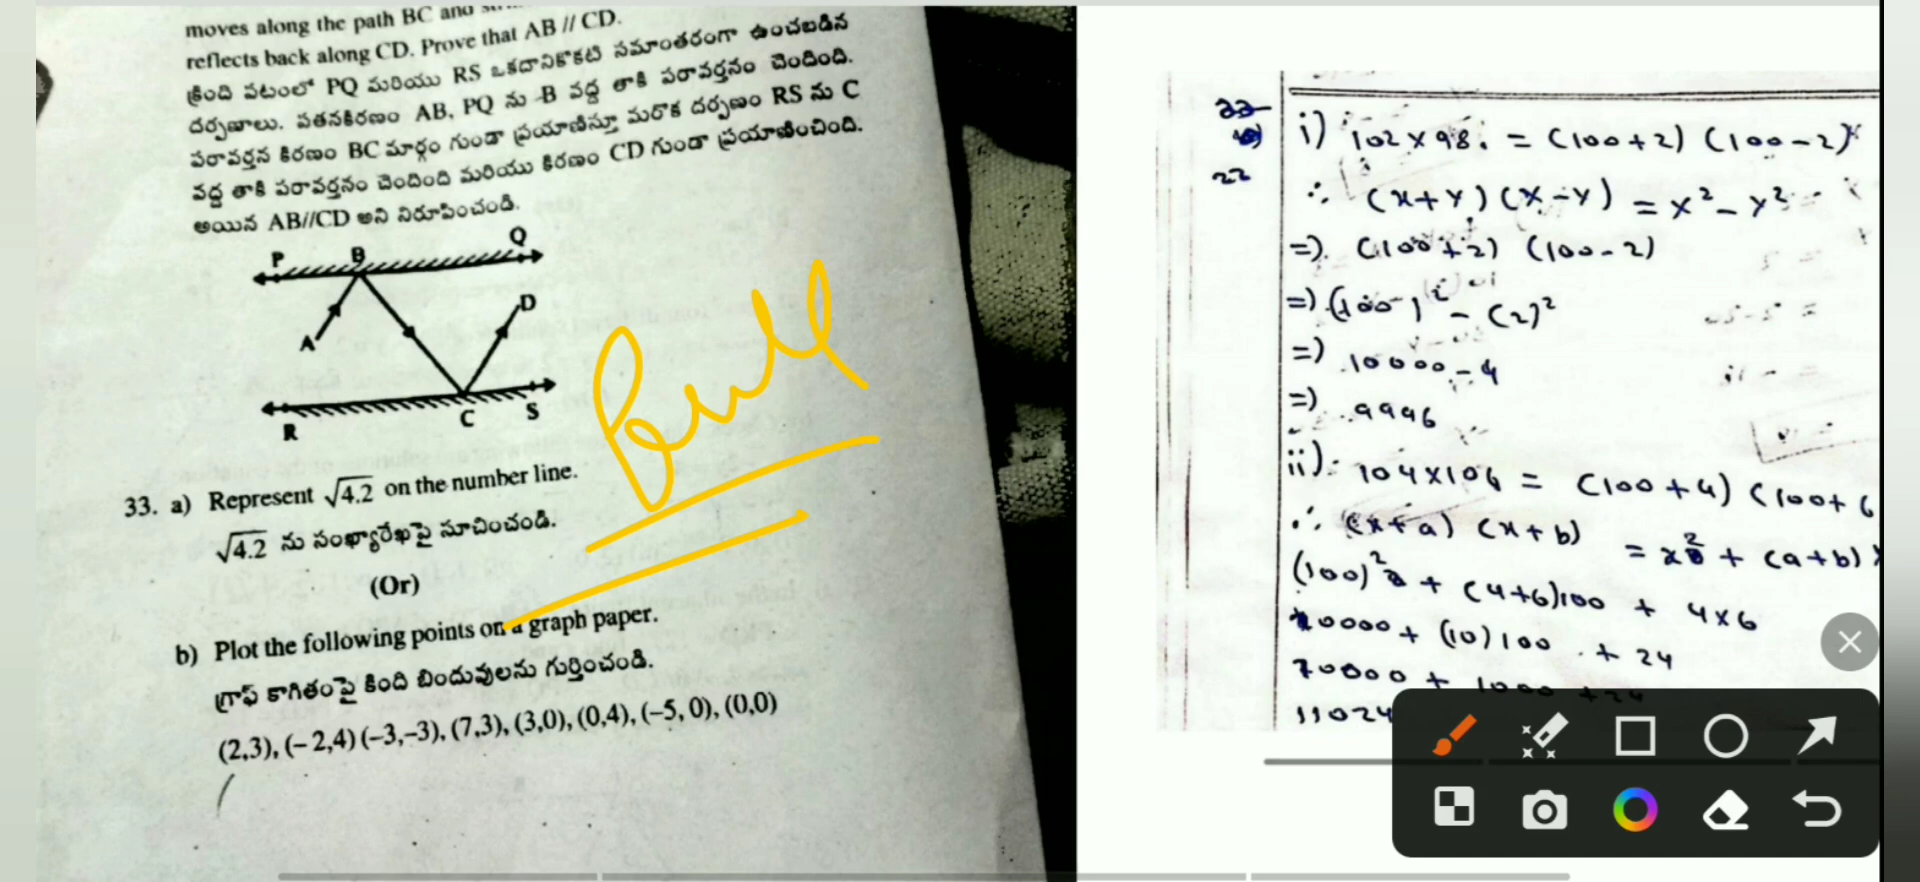 moves along the path BC and
reflects back along CD. Prove that AB // CD.
క్రింది పటంలో PQ మరియు RS ఒకదానికొకటి సమాంతరంగా ఉంచబడిన
దర్పణాలు. పతనకిరణం AB, PQ ను B వద్ద తాకి పరావర్తనం చెందింది.
పరావర్తన కిరణం BC మార్గం గుండా ప్రయాణిస్తూ మరొక దర్పణం RS ను C
వద్ద తాకి పరావర్తనం చెందింది మరియు కిరణం CD గుండా ప్రయాణించింది.
అయిన AB//CD అని నిరూపించండి.
P B Q
A D
R C S
33. a) Represent √4.2 on the number line.
√4.2 ను సంఖ్యారేఖపై సూచించండి.
(Or)
b) Plot the following points on a graph paper.
గ్రాఫ్ కాగితంపై కింది బిందువులను గుర్తించండి.
(2,3), (– 2,4) (–3,–3), (7,3), (3,0), (0,4), (–5, 0), (0,0)
22
i) 102 × 98 = (100+2) (100-2)
∴ (x+y) (x-y) = x² - y²
=) (100+2) (100-2)
=) (100)² - (2)²
=) 10000 - 4
=) 9996
ii) 104×106 = (100+4) (100+6
∴ (x+a) (x+b) = x² + (a+b)
(100)² + (4+6)100 + 4×6
10000 + (10)100 + 24
10000 + 1000 + 24
11024